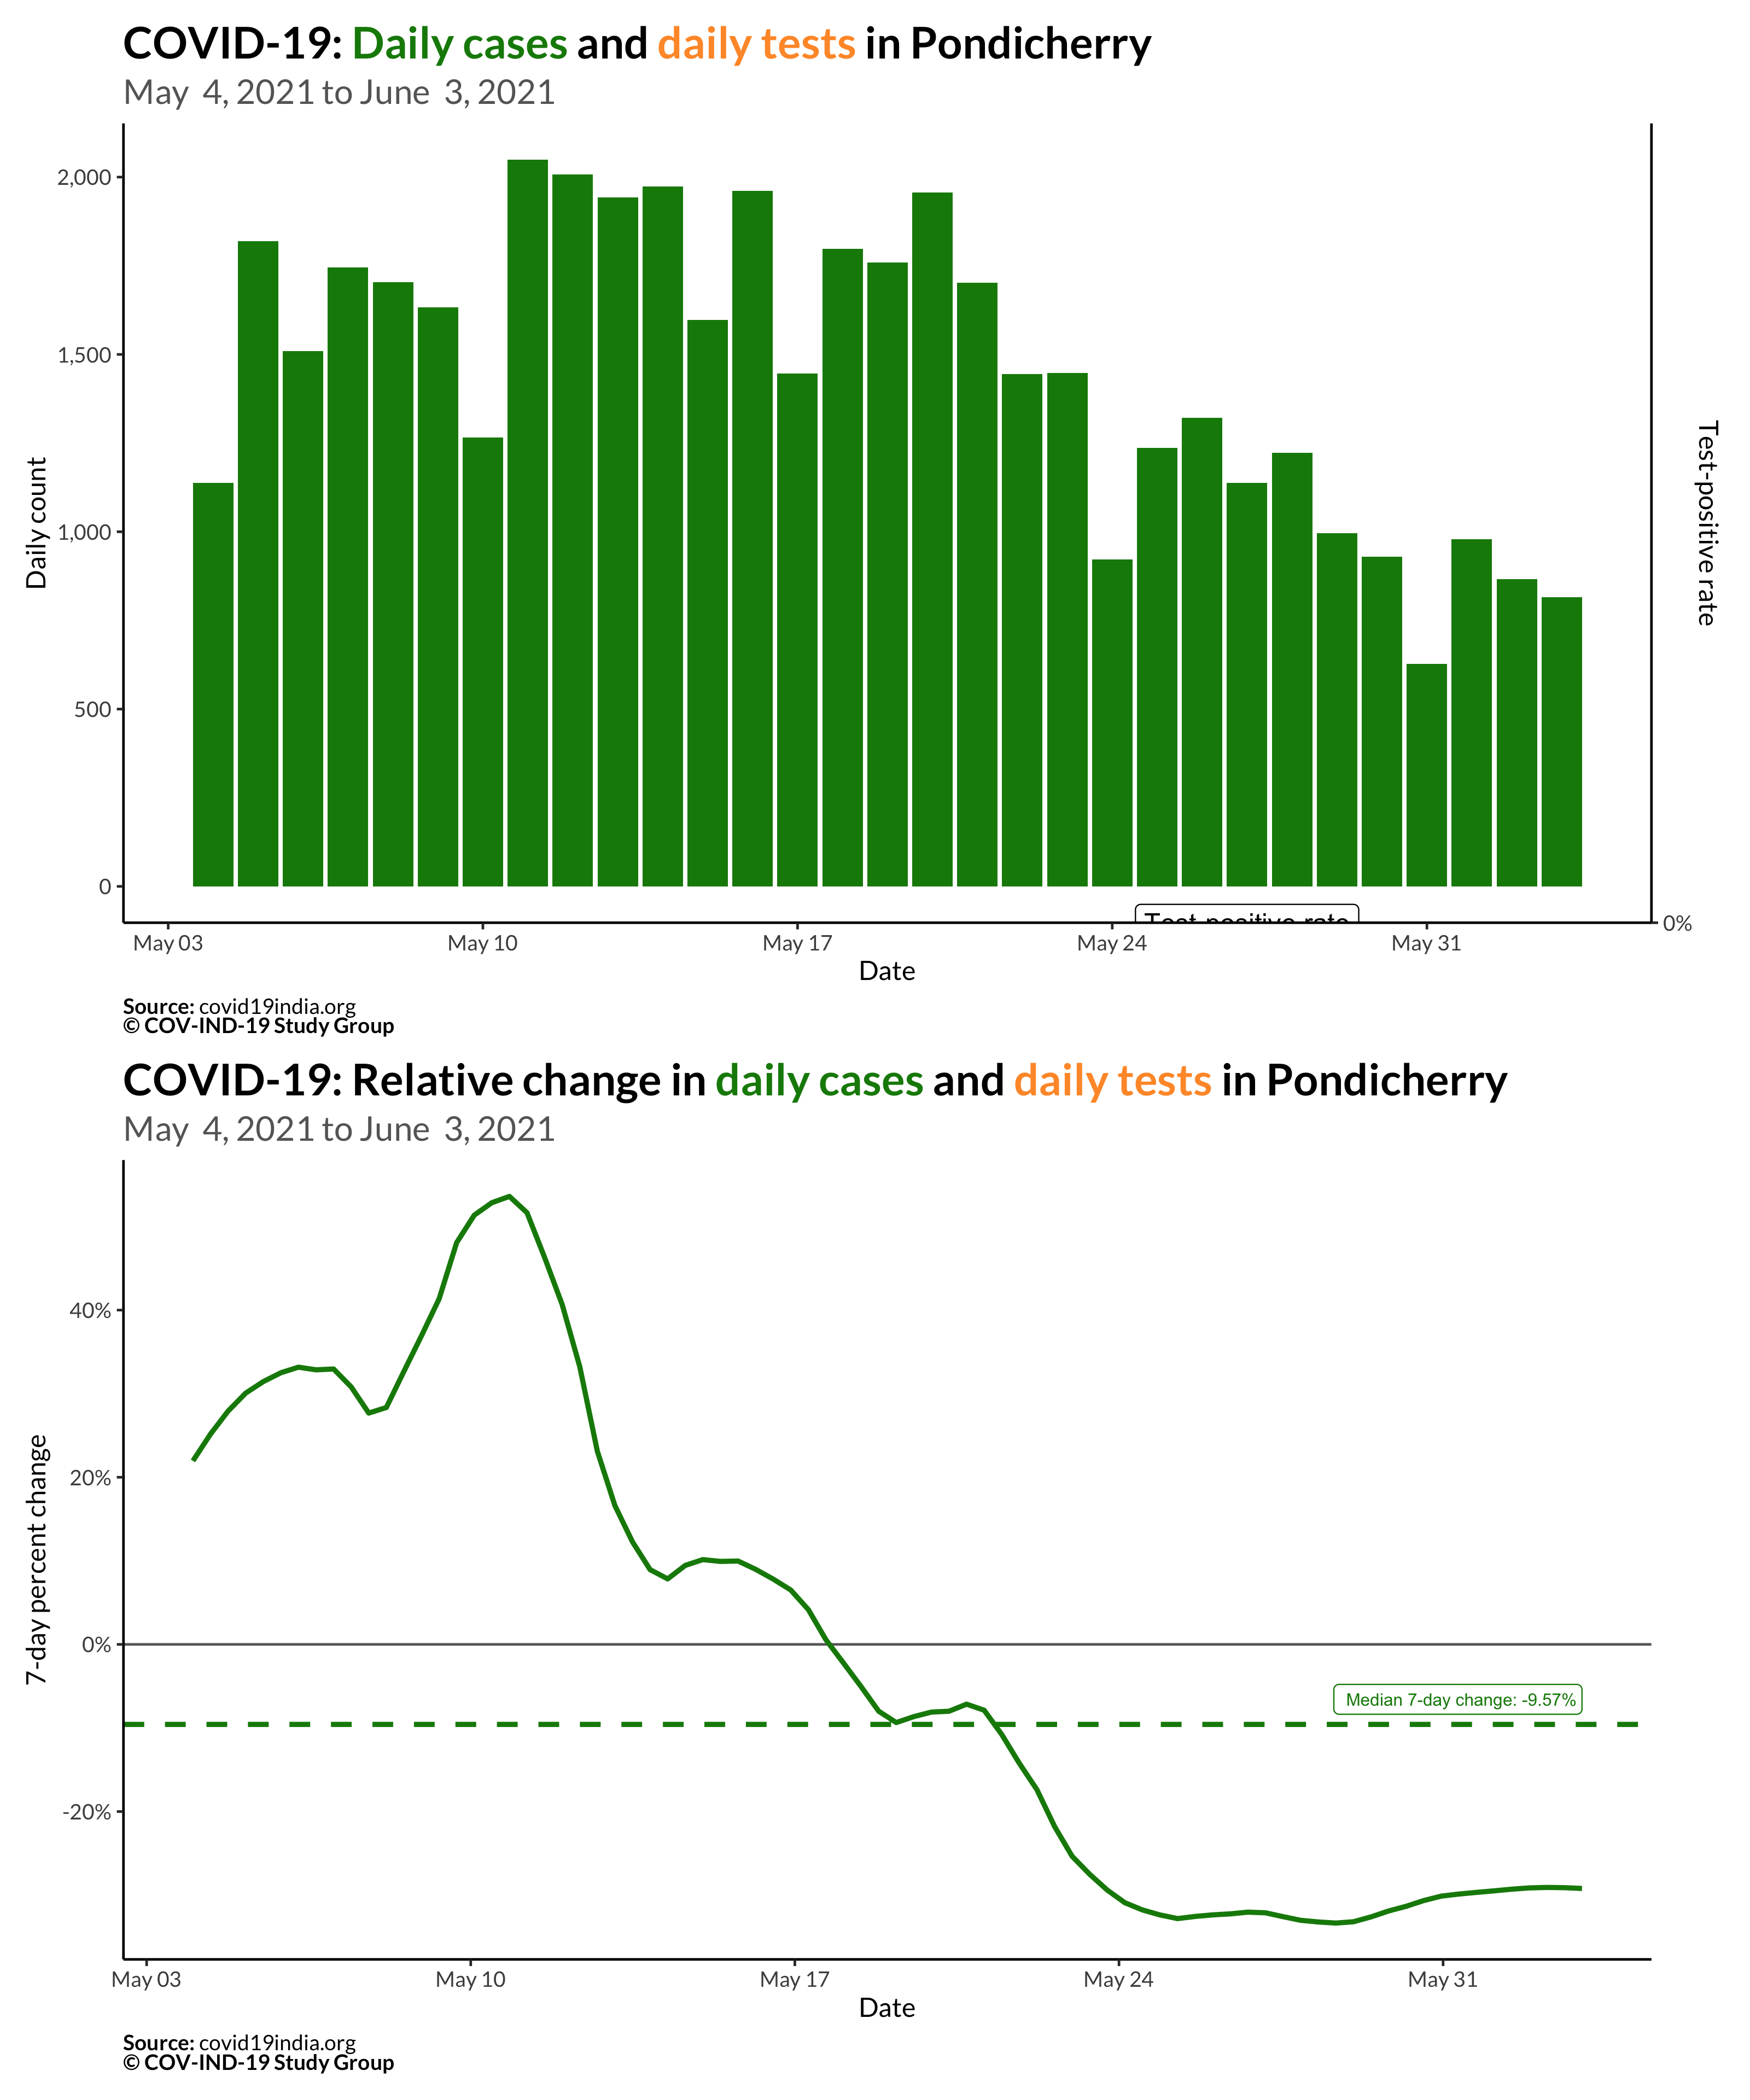 COVID-19: Daily cases and daily tests in Pondicherry
May 4, 2021 to June 3, 2021
2,000
1,500
1,000
500
0
Daily count
Test-positive rate
Test-positive rate
0%
May 03 May 10 May 17 May 24 May 31
Date
Source: covid19india.org
© COV-IND-19 Study Group
COVID-19: Relative change in daily cases and daily tests in Pondicherry
May 4, 2021 to June 3, 2021
40%
20%
0%
-20%
7-day percent change
Median 7-day change: -9.57%
May 03 May 10 May 17 May 24 May 31
Date
Source: covid19india.org
© COV-IND-19 Study Group